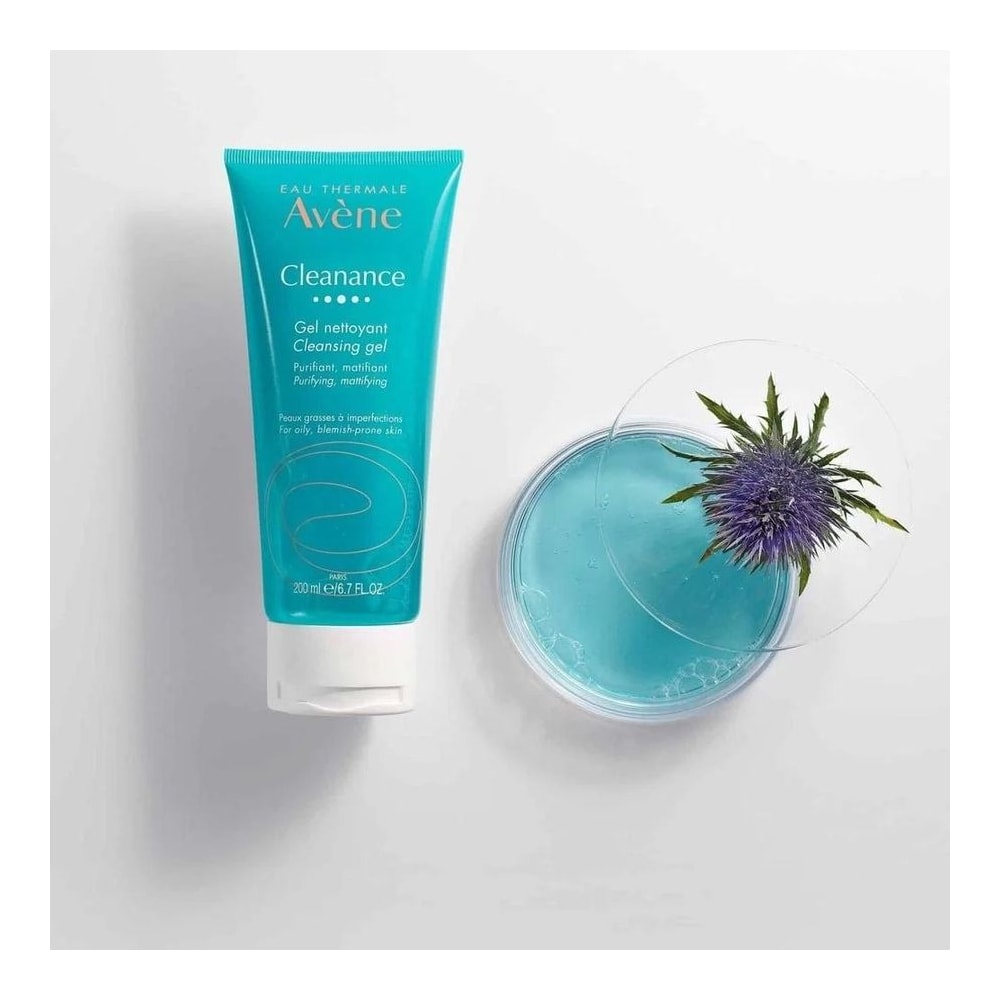 EAU THERMALE
Avène
Cleanance
Gel nettoyant
Cleansing gel
Purifiant, matifiant
Purifying, mattifying
Peaux grasses à imperfections
For oily, blemish-prone skin
PARIS
200 ml ℮/6.7 FL.OZ.